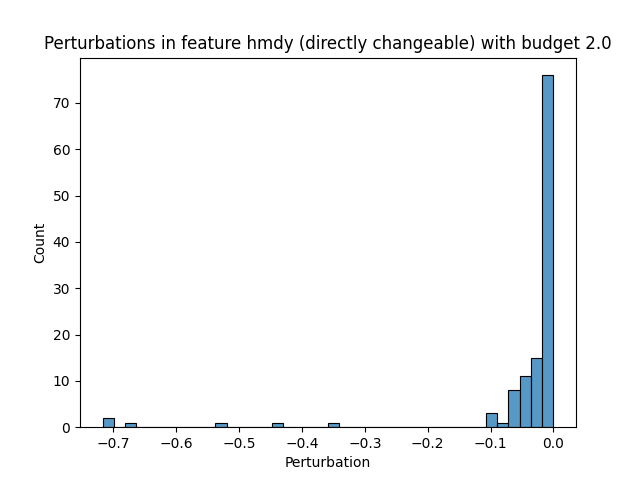 Perturbations in feature hmdy (directly changeable) with budget 2.0
Count
70
60
50
40
30
20
10
0
−0.7 −0.6 −0.5 −0.4 −0.3 −0.2 −0.1 0.0
Perturbation